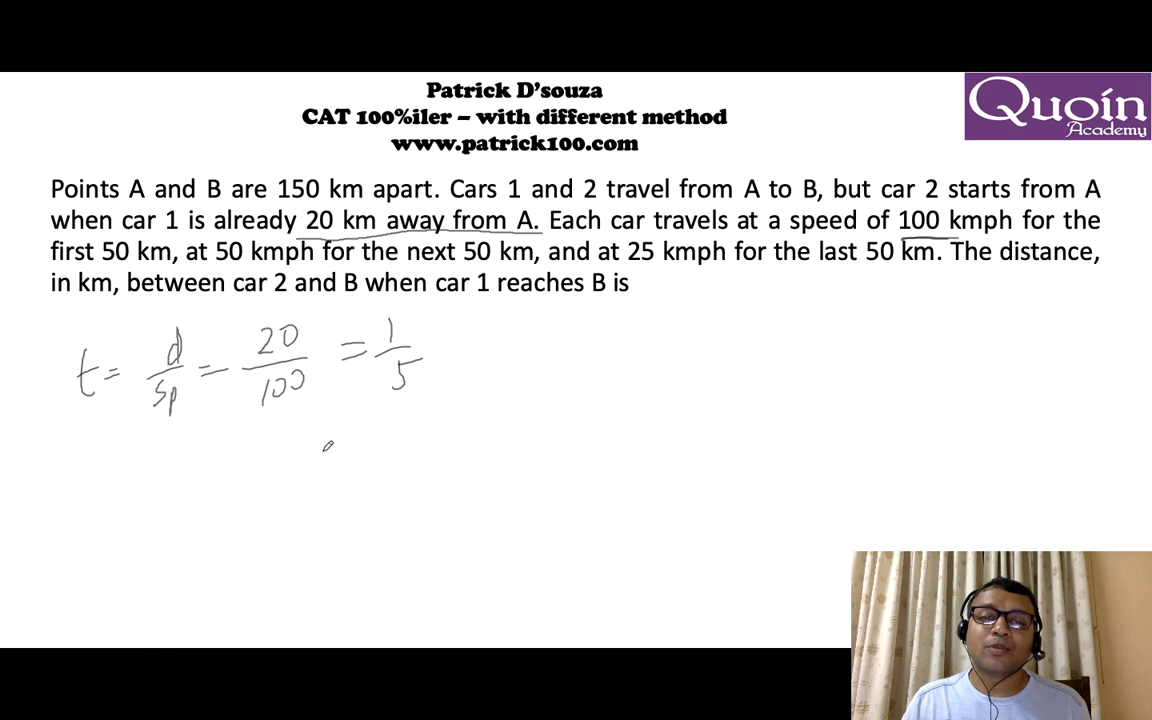 Patrick D'souza
CAT 100%iler – with different method
www.patrick100.com
Quoin
Academy
Points A and B are 150 km apart. Cars 1 and 2 travel from A to B, but car 2 starts from A
when car 1 is already 20 km away from A. Each car travels at a speed of 100 kmph for the
first 50 km, at 50 kmph for the next 50 km, and at 25 kmph for the last 50 km. The distance,
in km, between car 2 and B when car 1 reaches B is
t = d/sp = 20/100 = 1/5